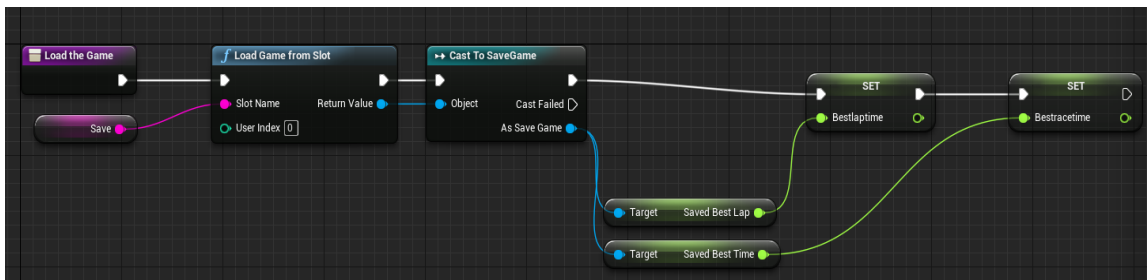 Load the Game
Load Game from Slot
Slot Name Return Value
User Index 0
Save
Cast To SaveGame
Object Cast Failed
As Save Game
SET
Bestlaptime
SET
Bestracetime
Target Saved Best Lap
Target Saved Best Time